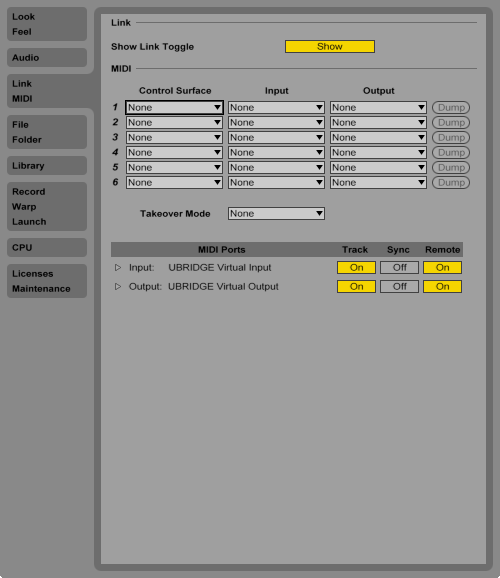 Look
Feel
Audio
Link
MIDI
File
Folder
Library
Record
Warp
Launch
CPU
Licenses
Maintenance
Link
Show Link Toggle Show
MIDI
Control Surface Input Output
1 None None None Dump
2 None None None Dump
3 None None None Dump
4 None None None Dump
5 None None None Dump
6 None None None Dump
Takeover Mode None
MIDI Ports Track Sync Remote
Input: UBRIDGE Virtual Input On Off On
Output: UBRIDGE Virtual Output On Off On